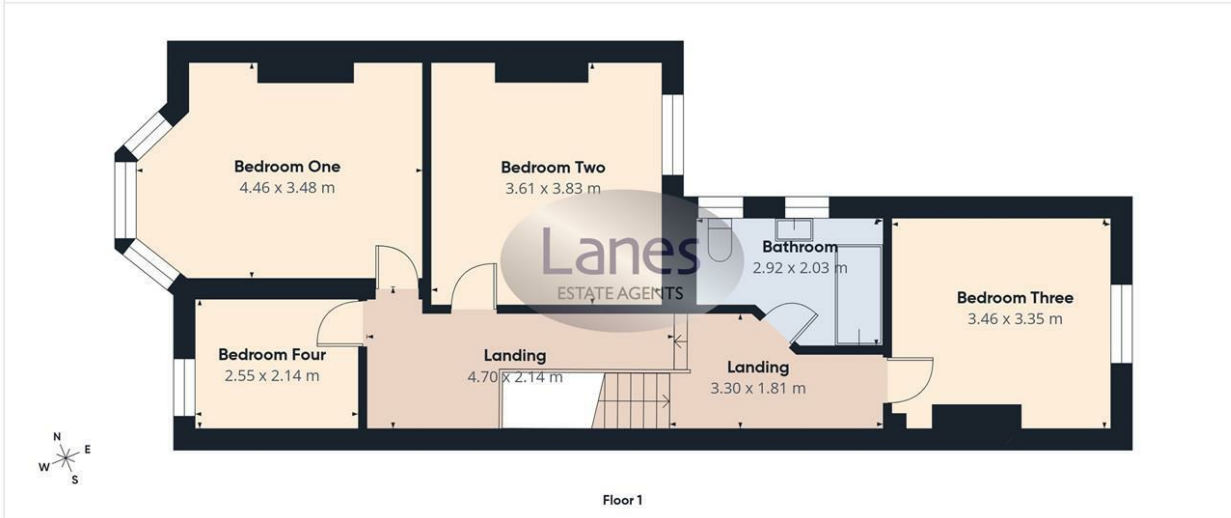 Bedroom One
4.46 x 3.48 m
Bedroom Two
3.61 x 3.83 m
Lanes
ESTATE AGENTS
Bathroom
2.92 x 2.03 m
Bedroom Three
3.46 x 3.35 m
Bedroom Four
2.55 x 2.14 m
Landing
4.70 x 2.14 m
Landing
3.30 x 1.81 m
N
E
W
S
Floor 1